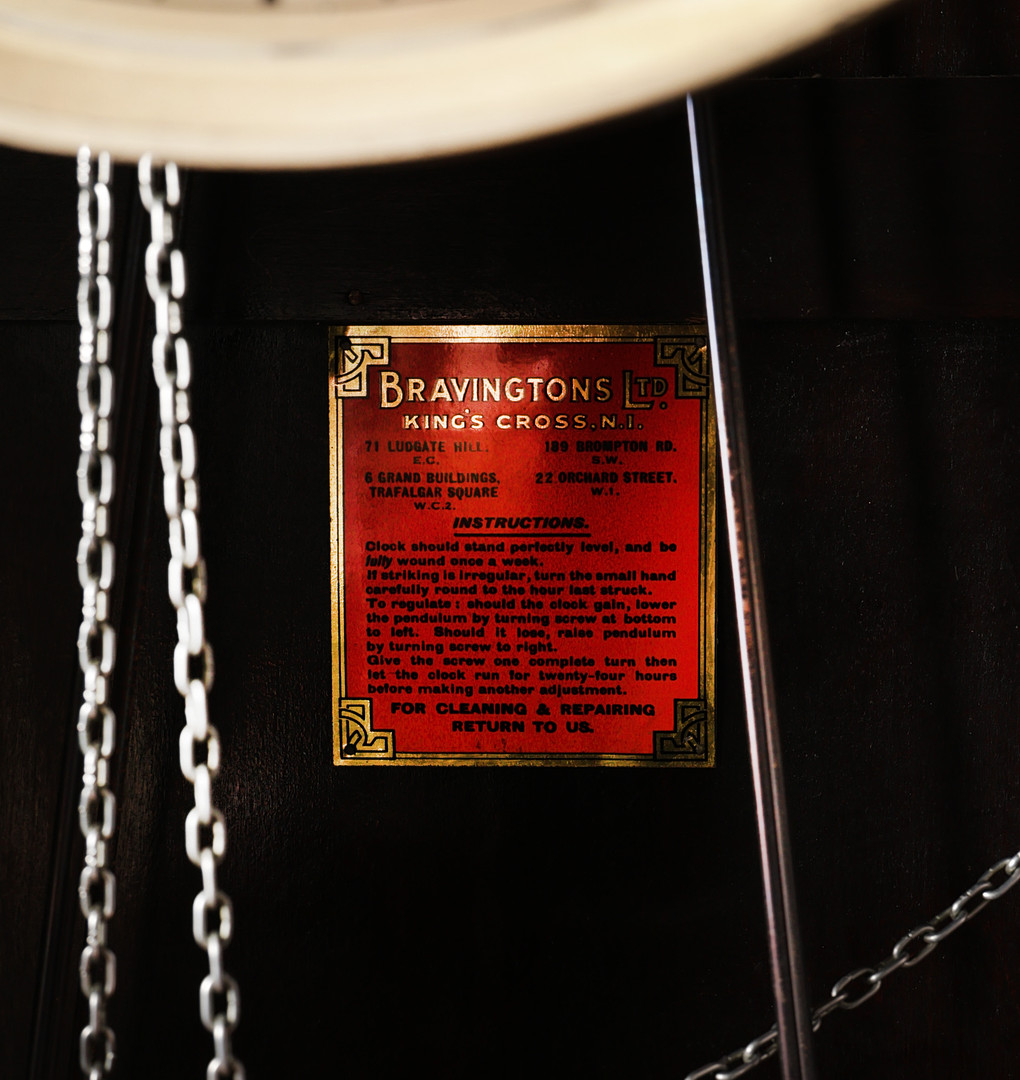 BRAVINGTONS LTD.
KING'S CROSS, N.1.
71 LUDGATE HILL.
E.C.
189 BROMPTON RD.
S.W.
6 GRAND BUILDINGS,
TRAFALGAR SQUARE
W.C.2.
22 ORCHARD STREET.
W.1.
INSTRUCTIONS.
Clock should stand perfectly level, and be
fully wound once a week.
If striking is irregular, turn the small hand
carefully round to the hour last struck.
To regulate: should the clock gain, lower
the pendulum by turning screw at bottom
to left. Should it lose, raise pendulum
by turning screw to right.
Give the screw one complete turn then
let the clock run for twenty-four hours
before making another adjustment.
FOR CLEANING & REPAIRING
RETURN TO US.